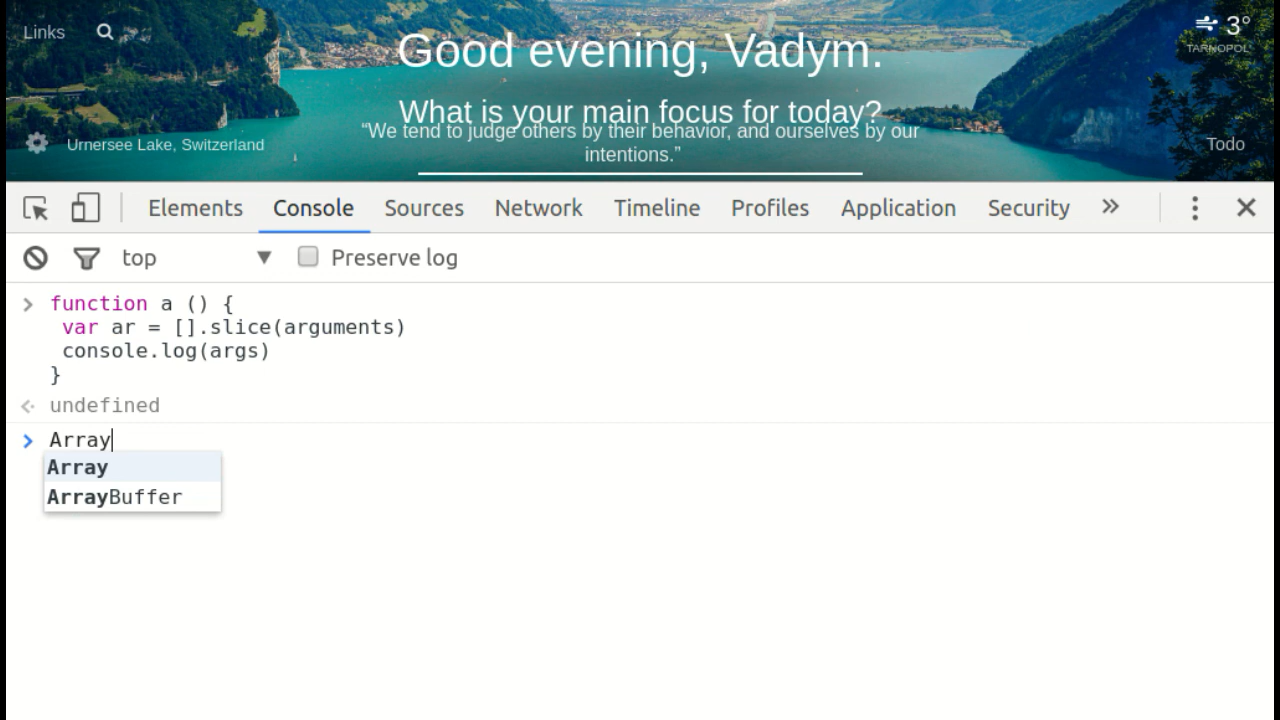 Links
3°
TARNOPOL
Good evening, Vadym.
What is your main focus for today?
“We tend to judge others by their behavior, and ourselves by our
intentions.”
Urnersee Lake, Switzerland
Todo
Elements Console Sources Network Timeline Profiles Application Security »
top ▼ Preserve log
> function a () {
var ar = [].slice(arguments)
console.log(args)
}
undefined
> Array
Array
ArrayBuffer